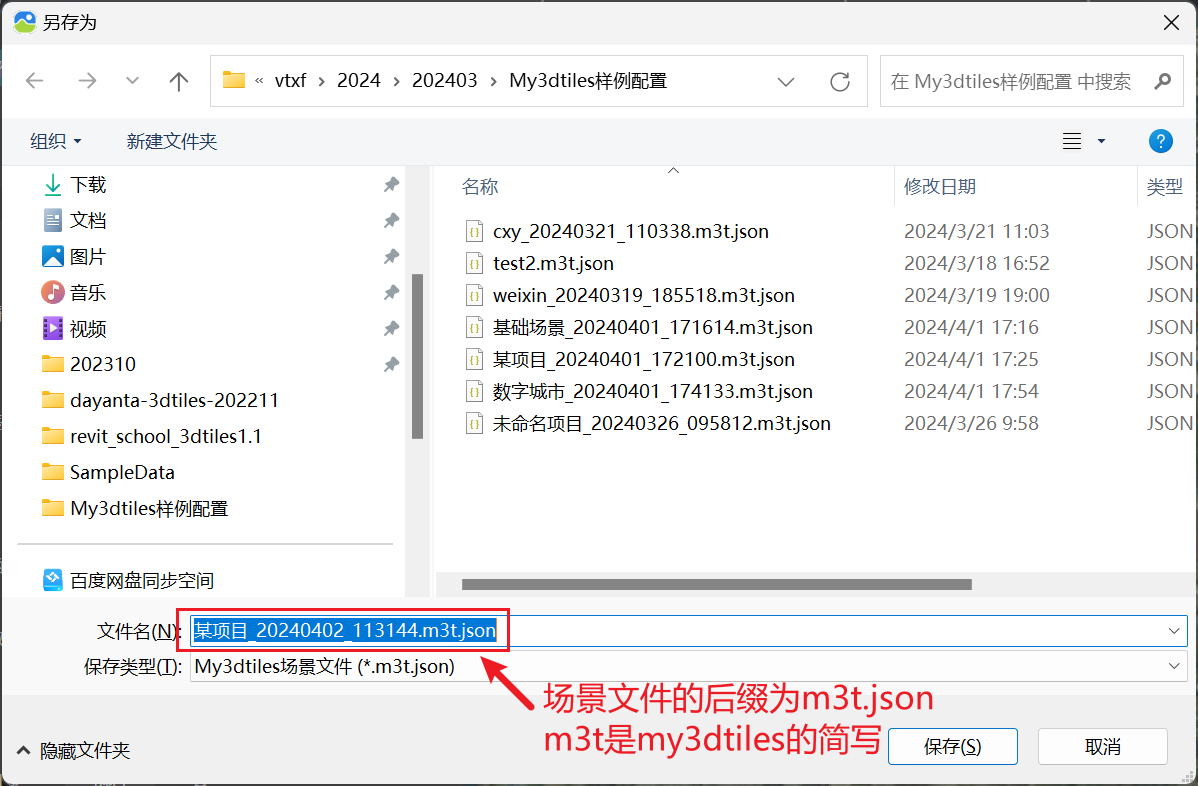 另存为
« vtxf › 2024 › 202403 › My3dtiles样例配置
在 My3dtiles样例配置 中搜索
组织
新建文件夹
?
下载
文档
图片
音乐
视频
202310
dayanta-3dtiles-202211
revit_school_3dtiles1.1
SampleData
My3dtiles样例配置
百度网盘同步空间
名称 修改日期 类型
cxy_20240321_110338.m3t.json 2024/3/21 11:03 JSON
test2.m3t.json 2024/3/18 16:52 JSON
weixin_20240319_185518.m3t.json 2024/3/19 19:00 JSON
基础场景_20240401_171614.m3t.json 2024/4/1 17:16 JSON
某项目_20240401_172100.m3t.json 2024/4/1 17:25 JSON
数字城市_20240401_174133.m3t.json 2024/4/1 17:54 JSON
未命名项目_20240326_095812.m3t.json 2024/3/26 9:58 JSON
文件名(N): 某项目_20240402_113144.m3t.json
保存类型(T): My3dtiles场景文件 (*.m3t.json)
场景文件的后缀为m3t.json
m3t是my3dtiles的简写
隐藏文件夹
保存(S)
取消